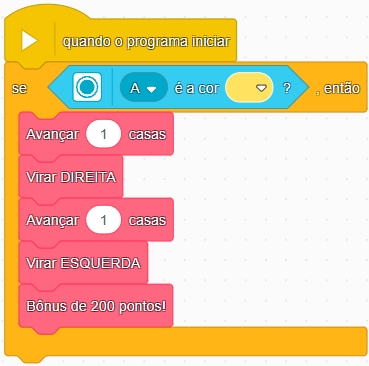 quando o programa iniciar
se A é a cor ? , então
Avançar 1 casas
Virar DIREITA
Avançar 1 casas
Virar ESQUERDA
Bônus de 200 pontos!